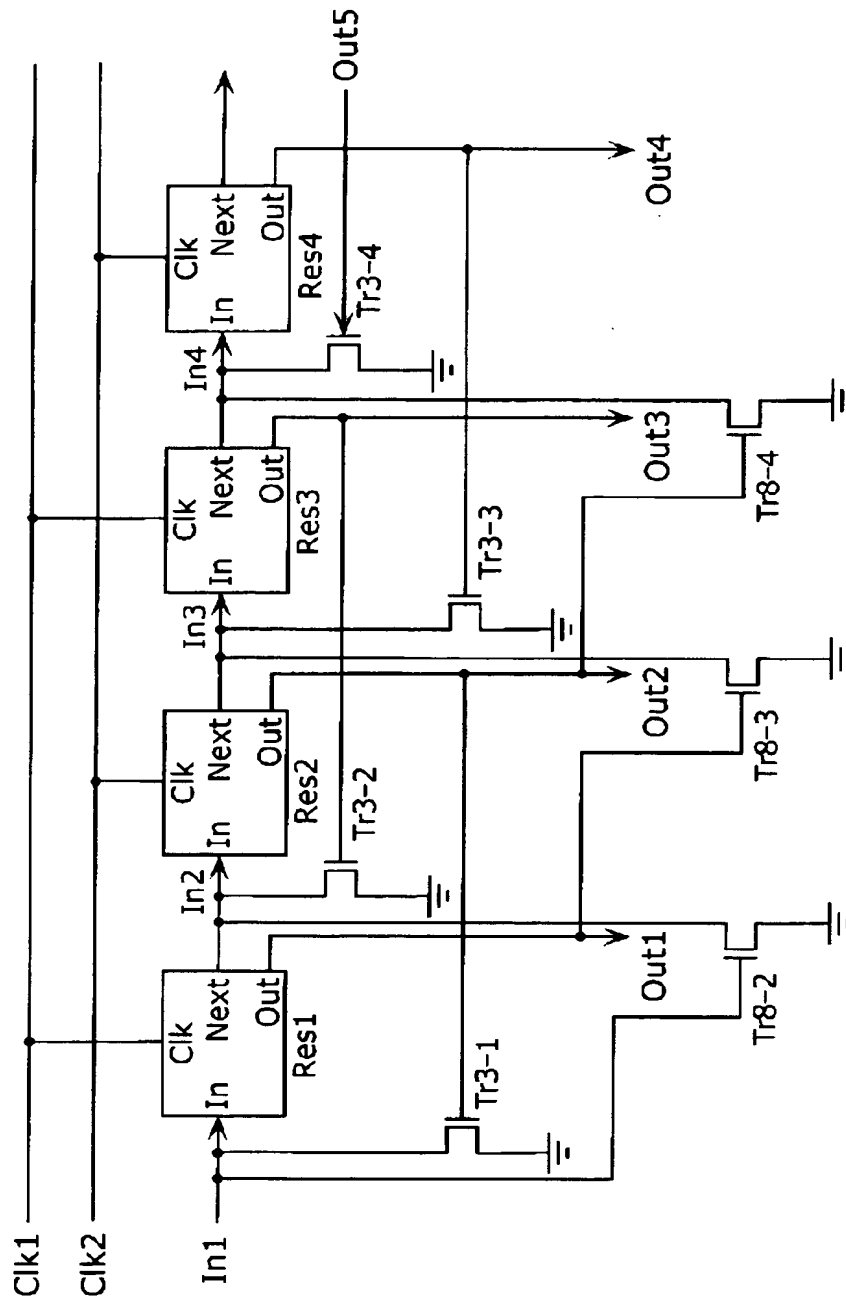 Clk1
Clk2
In1
In
Clk
Next
Out
Res1
In2
In
Clk
Next
Out
Res2
In3
In
Clk
Next
Out
Res3
In4
In
Clk
Next
Out
Res4
Tr3-1
Tr3-2
Tr3-3
Tr3-4
Out5
Out1
Out2
Out3
Out4
Tr8-2
Tr8-3
Tr8-4